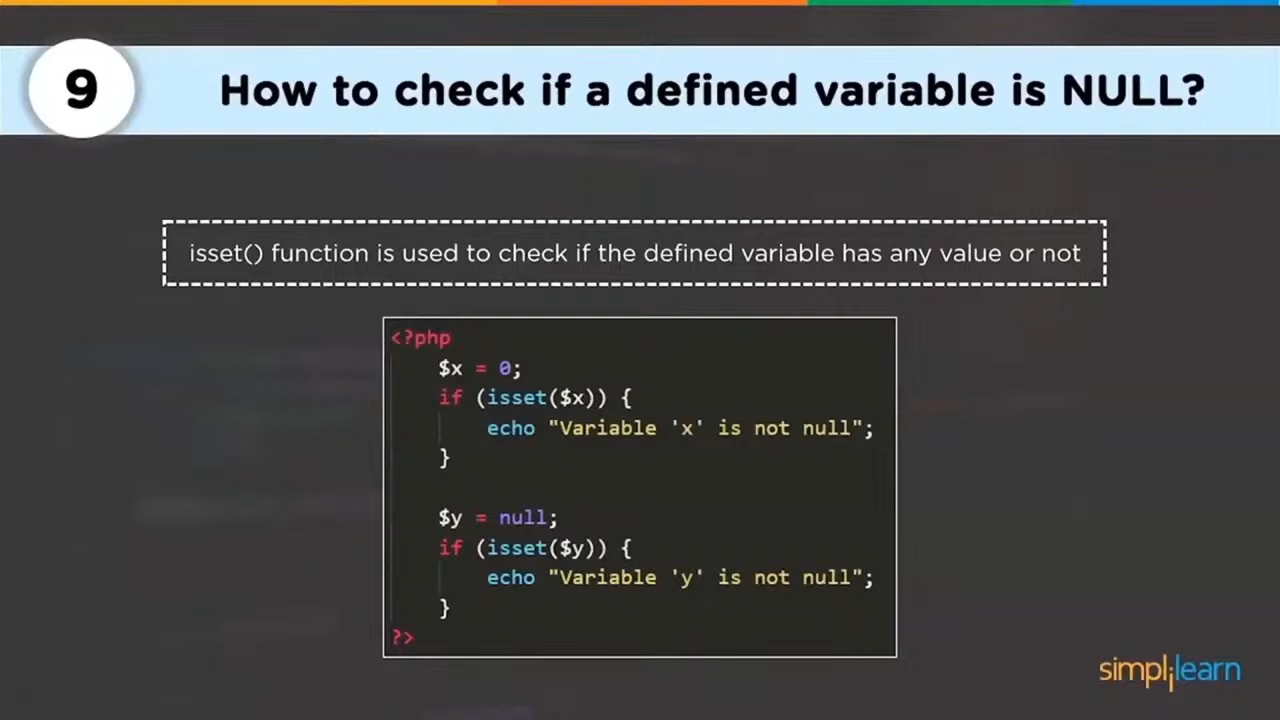 9
How to check if a defined variable is NULL?
isset() function is used to check if the defined variable has any value or not
<?php
$x = 0;
if (isset($x)) {
echo "Variable 'x' is not null";
}
$y = null;
if (isset($y)) {
echo "Variable 'y' is not null";
}
?>
simplilearn